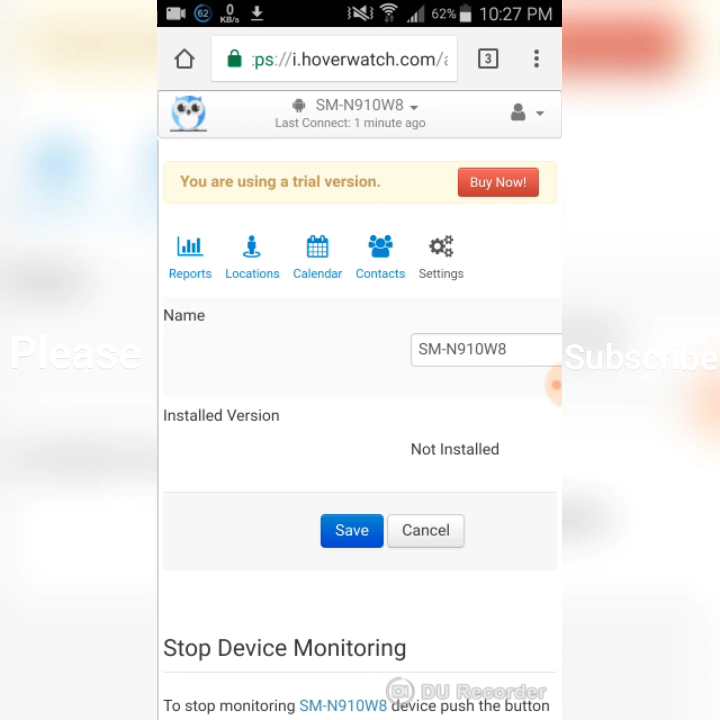 62 0 KB/s 62% 10:27 PM
ps://i.hoverwatch.com/ 3
SM-N910W8
Last Connect: 1 minute ago
You are using a trial version. Buy Now!
Reports Locations Calendar Contacts Settings
Name
Please SM-N910W8 Subscribe
Installed Version
Not Installed
Save Cancel
Stop Device Monitoring
DU Recorder
To stop monitoring SM-N910W8 device push the button